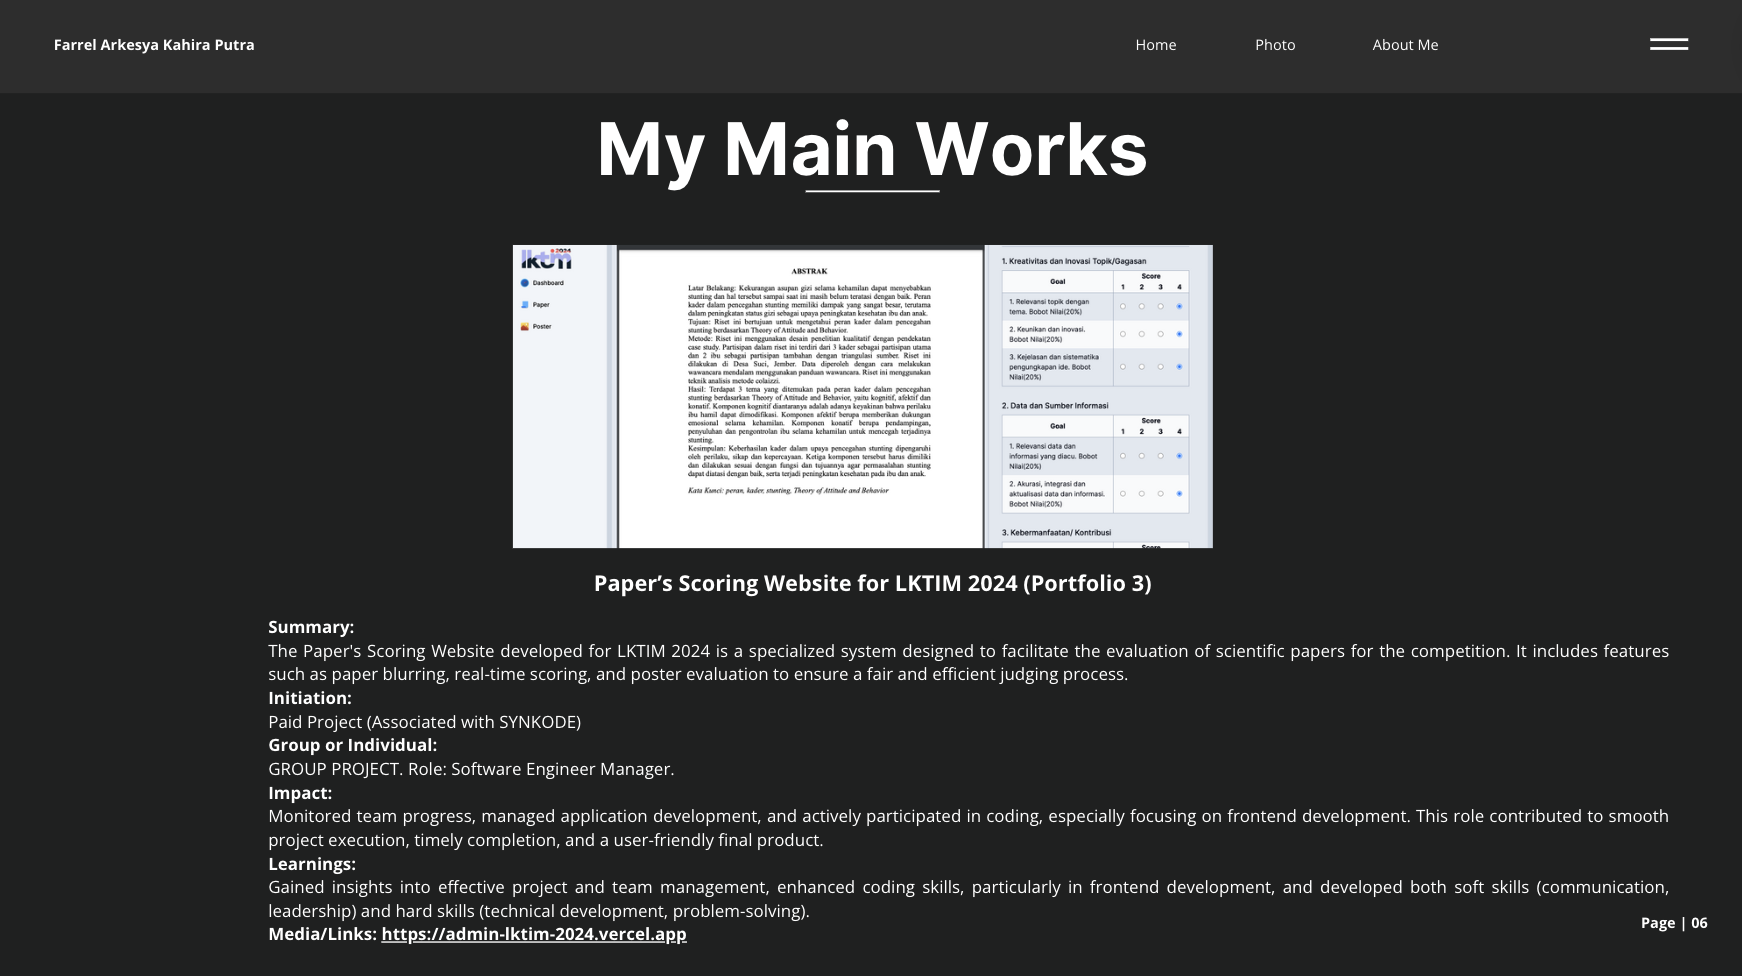 Farrel Arkesya Kahira Putra
Home
Photo
About Me
My Main Works
2024
lktim
Dashboard
Paper
Poster
ABSTRAK
Latar Belakang: Kekurangan asupan gizi selama kehamilan dapat menyebabkan
stunting dan hal tersebut sampai saat ini masih belum teratasi dengan baik. Peran
kader dalam pencegahan stunting memiliki dampak yang sangat besar, terutama
dalam peningkatan status gizi sebagai upaya peningkatan kesehatan ibu dan anak.
Tujuan: Riset ini bertujuan untuk mengetahui peran kader dalam pencegahan
stunting berdasarkan Theory of Attitude and Behavior.
Metode: Riset ini menggunakan desain penelitian kualitatif dengan pendekatan
case study. Partisipan dalam riset ini terdiri dari 3 kader sebagai partisipan utama
dan 2 ibu sebagai partisipan tambahan dengan triangulasi sumber. Riset ini
dilakukan di Desa Suci, Jember. Data diperoleh dengan cara melakukan
wawancara mendalam menggunakan panduan wawancara. Riset ini menggunakan
teknik analisis metode colaizzi.
Hasil: Terdapat 3 tema yang ditemukan pada peran kader dalam pencegahan
stunting berdasarkan Theory of Attitude and Behavior, yaitu kognitif, afektif dan
konatif. Komponen kognitif diantaranya adalah adanya keyakinan bahwa perilaku
ibu hamil dapat dimodifikasi. Komponen afektif berupa memberikan dukungan
emosional selama kehamilan. Komponen konatif berupa pendampingan,
penyuluhan dan pengontrolan ibu selama kehamilan untuk mencegah terjadinya
stunting.
Kesimpulan: Keberhasilan kader dalam upaya pencegahan stunting dipengaruhi
oleh perilaku, sikap dan kepercayaan. Ketiga komponen tersebut harus dimiliki
dan dilakukan sesuai dengan fungsi dan tujuannya agar permasalahan stunting
dapat diatasi dengan baik, serta terjadi peningkatan kesehatan pada ibu dan anak.
Kata Kunci: peran, kader, stunting, Theory of Attitude and Behavior
1. Kreativitas dan Inovasi Topik/Gagasan
Goal
Score
1 2 3 4
1. Relevansi topik dengan
tema. Bobot Nilai(20%)
2. Keunikan dan inovasi.
Bobot Nilai(20%)
3. Kejelasan dan sistematika
pengungkapan ide. Bobot
Nilai(20%)
2. Data dan Sumber Informasi
Goal
Score
1 2 3 4
1. Relevansi data dan
informasi yang diacu. Bobot
Nilai(20%)
2. Akurasi, integrasi dan
aktualisasi data dan informasi.
Bobot Nilai(20%)
3. Kebermanfaatan/ Kontribusi
Score
Paper’s Scoring Website for LKTIM 2024 (Portfolio 3)
Summary:
The Paper's Scoring Website developed for LKTIM 2024 is a specialized system designed to facilitate the evaluation of scientific papers for the competition. It includes features
such as paper blurring, real-time scoring, and poster evaluation to ensure a fair and efficient judging process.
Initiation:
Paid Project (Associated with SYNKODE)
Group or Individual:
GROUP PROJECT. Role: Software Engineer Manager.
Impact:
Monitored team progress, managed application development, and actively participated in coding, especially focusing on frontend development. This role contributed to smooth
project execution, timely completion, and a user-friendly final product.
Learnings:
Gained insights into effective project and team management, enhanced coding skills, particularly in frontend development, and developed both soft skills (communication,
leadership) and hard skills (technical development, problem-solving).
Media/Links: https://admin-lktim-2024.vercel.app
Page | 06